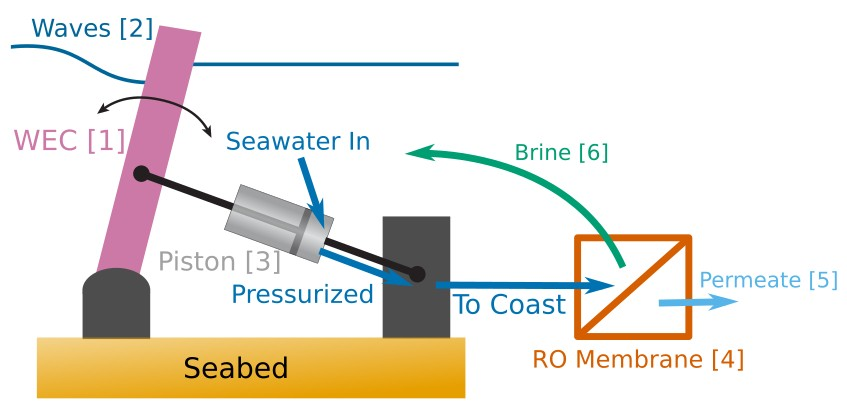 Waves [2]
WEC [1]
Seawater In
Brine [6]
Piston [3]
Pressurized
To Coast
Permeate [5]
RO Membrane [4]
Seabed